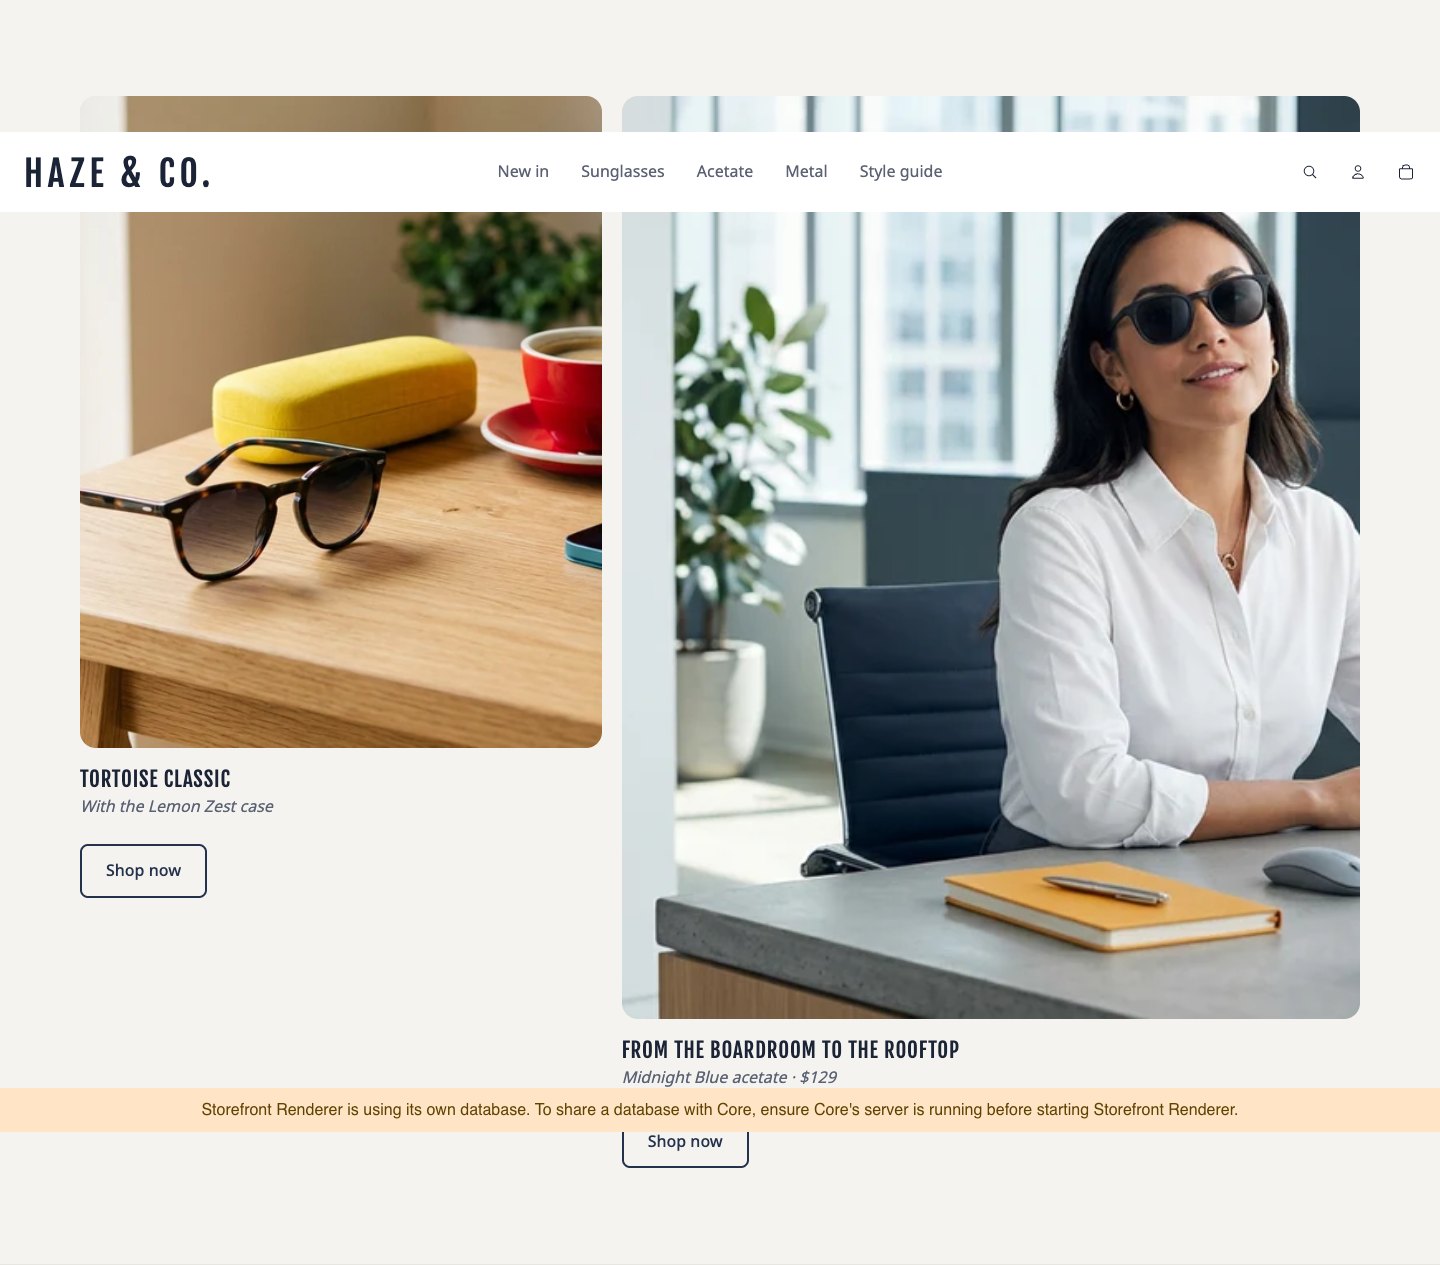 HAZE & CO.
New in
Sunglasses
Acetate
Metal
Style guide
TORTOISE CLASSIC
With the Lemon Zest case
Shop now
FROM THE BOARDROOM TO THE ROOFTOP
Midnight Blue acetate · $129
Storefront Renderer is using its own database. To share a database with Core, ensure Core's server is running before starting Storefront Renderer.
Shop now